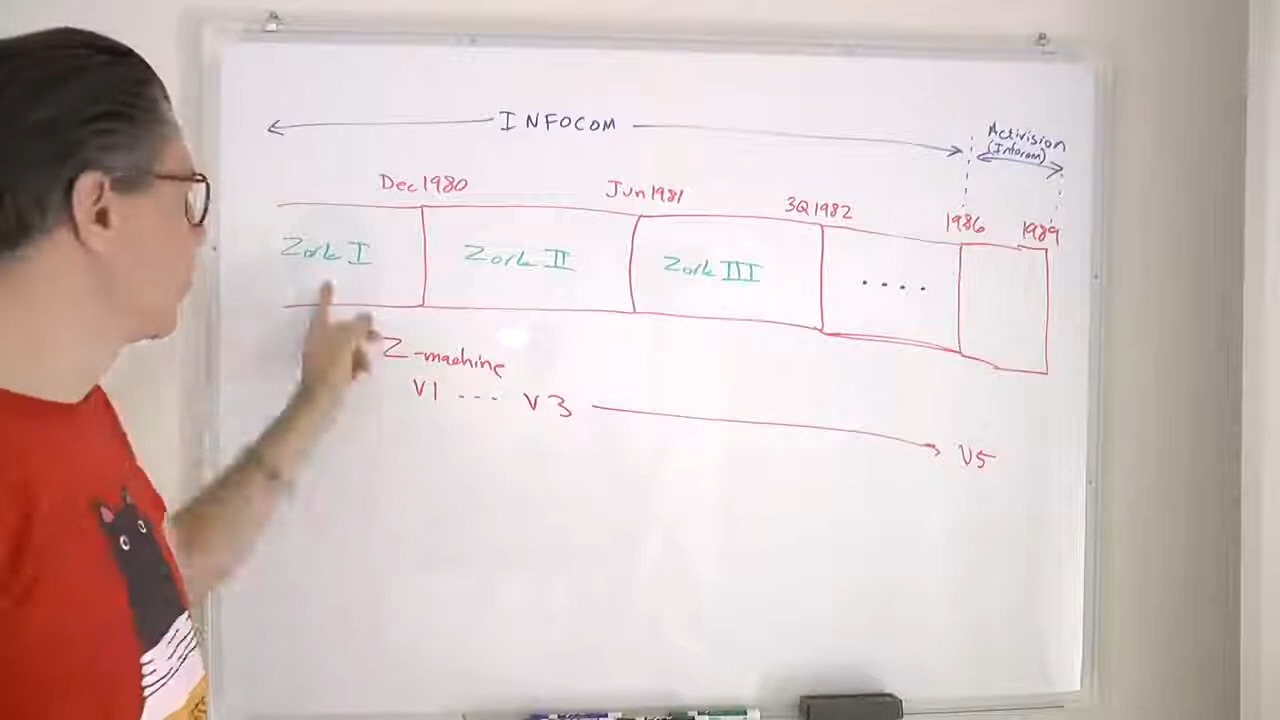 INFOCOM
Activision
(Infocom)
Dec 1980
Jun 1981
3Q 1982
1986
1989
Zork I
Zork II
Zork III
....
Z-machine
V1 --- V3
V5